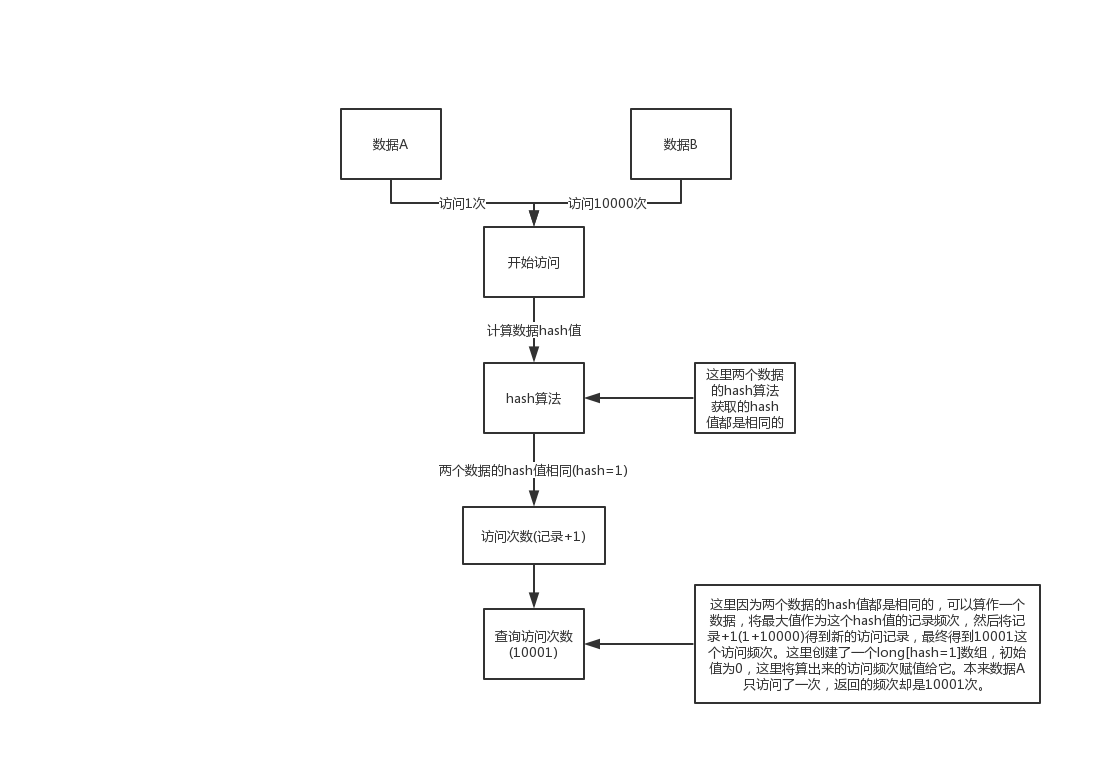 数据A
数据B
访问1次
访问10000次
开始访问
计算数据hash值
hash算法
这里两个数据
的hash算法
获取的hash
值都是相同的
两个数据的hash值相同(hash=1)
访问次数(记录+1)
查询访问次数
(10001)
这里因为两个数据的hash值都是相同的，可以算作一个
数据，将最大值作为这个hash值的记录频次，然后将记
录+1(1+10000)得到新的访问记录，最终得到10001这
个访问频次。这里创建了一个long[hash=1]数组，初始
值为0，这里将算出来的访问频次赋值给它。本来数据A
只访问了一次，返回的频次却是10001次。